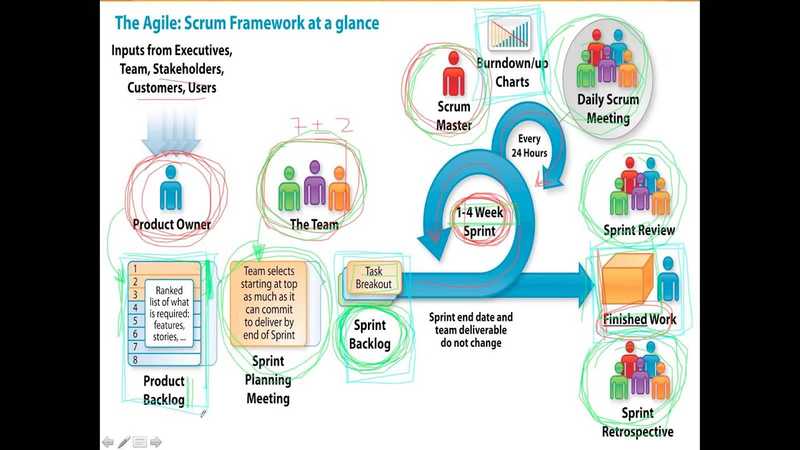 The Agile: Scrum Framework at a glance
Inputs from Executives,
Team, Stakeholders,
Customers, Users
Product Owner
7 + 2
The Team
Scrum
Master
Burndown/up
Charts
Daily Scrum
Meeting
Every
24 Hours
1-4 Week
Sprint
Sprint Review
1
2
3
4
5
6
7
8
Ranked
list of what
is required:
features,
stories, ...
Product
Backlog
Team selects
starting at top
as much as it
can commit
to deliver by
end of Sprint
Sprint
Planning
Meeting
Task
Breakout
Sprint
Backlog
Sprint end date and
team deliverable
do not change
Finished Work
Sprint
Retrospective